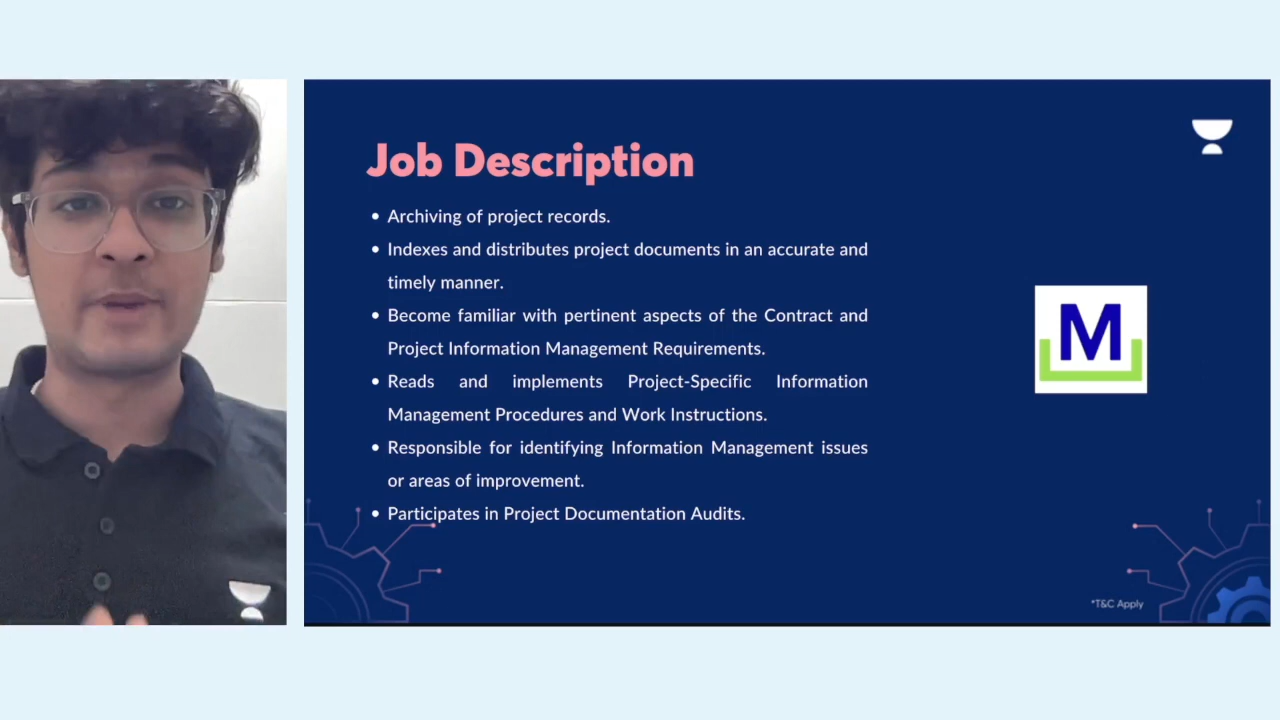 Job Description
• Archiving of project records.
• Indexes and distributes project documents in an accurate and
timely manner.
• Become familiar with pertinent aspects of the Contract and
Project Information Management Requirements.
• Reads and implements Project-Specific Information
Management Procedures and Work Instructions.
• Responsible for identifying Information Management issues
or areas of improvement.
• Participates in Project Documentation Audits.
M
*T&C Apply